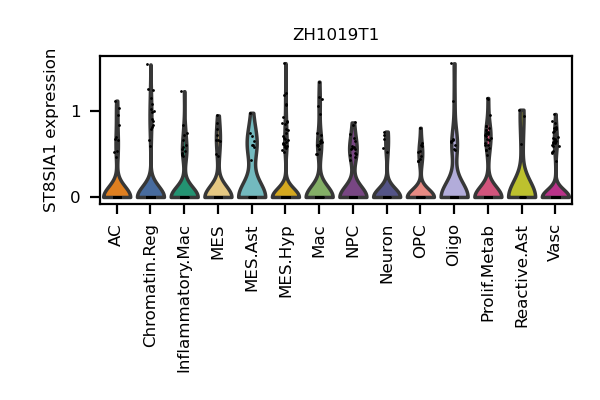 ZH1019T1
ST8SIA1 expression
1
0
AC
Chromatin.Reg
Inflammatory.Mac
MES
MES.Ast
MES.Hyp
Mac
NPC
Neuron
OPC
Oligo
Prolif.Metab
Reactive.Ast
Vasc